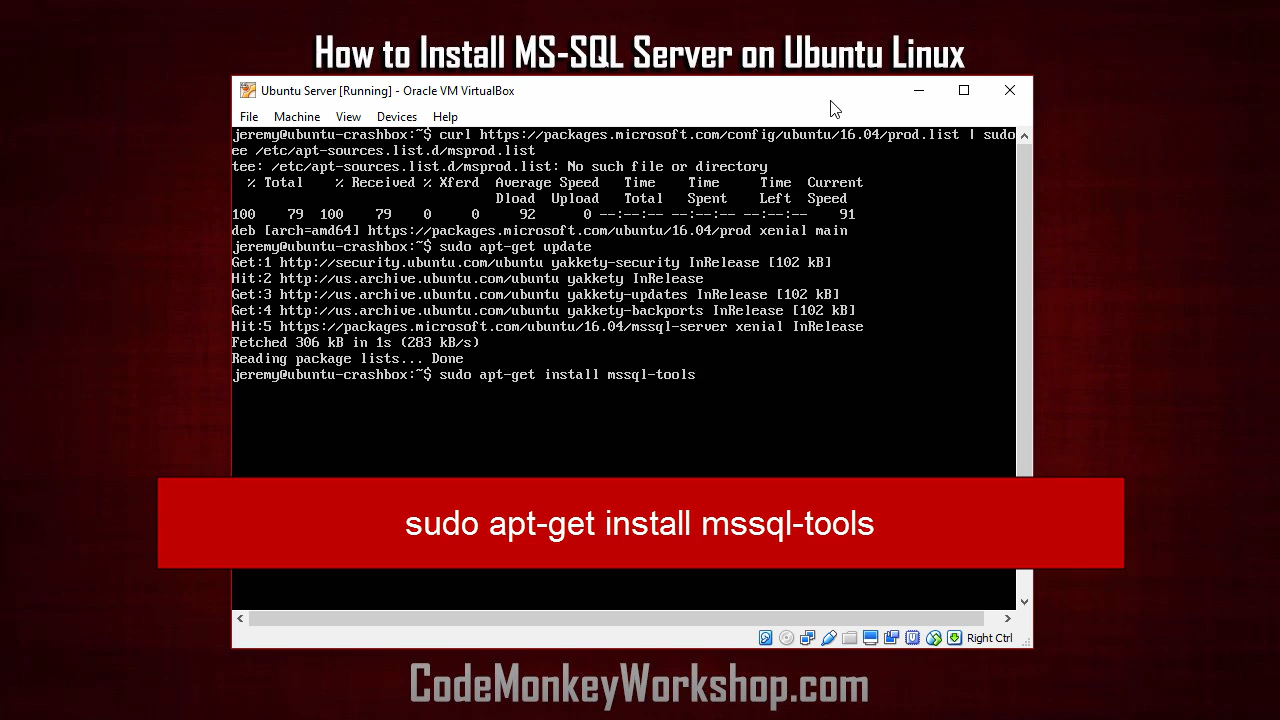 How to Install MS-SQL Server on Ubuntu Linux
Ubuntu Server [Running] - Oracle VM VirtualBox
File Machine View Devices Help
jeremy@ubuntu-crashbox:~$ curl https://packages.microsoft.com/config/ubuntu/16.04/prod.list | sudo
ee /etc/apt-sources.list.d/msprod.list
tee: /etc/apt-sources.list.d/msprod.list: No such file or directory
% Total % Received % Xferd Average Speed Time Time Time Current
Dload Upload Total Spent Left Speed
100 79 100 79 0 0 92 0 --:--:-- --:--:-- --:--:-- 91
deb [arch=amd64] https://packages.microsoft.com/ubuntu/16.04/prod xenial main
jeremy@ubuntu-crashbox:~$ sudo apt-get update
Get:1 http://security.ubuntu.com/ubuntu yakkety-security InRelease [102 kB]
Hit:2 http://us.archive.ubuntu.com/ubuntu yakkety InRelease
Get:3 http://us.archive.ubuntu.com/ubuntu yakkety-updates InRelease [102 kB]
Get:4 http://us.archive.ubuntu.com/ubuntu yakkety-backports InRelease [102 kB]
Hit:5 https://packages.microsoft.com/ubuntu/16.04/mssql-server xenial InRelease
Fetched 306 kB in 1s (283 kB/s)
Reading package lists... Done
jeremy@ubuntu-crashbox:~$ sudo apt-get install mssql-tools
sudo apt-get install mssql-tools
Right Ctrl
CodeMonkeyWorkshop.com